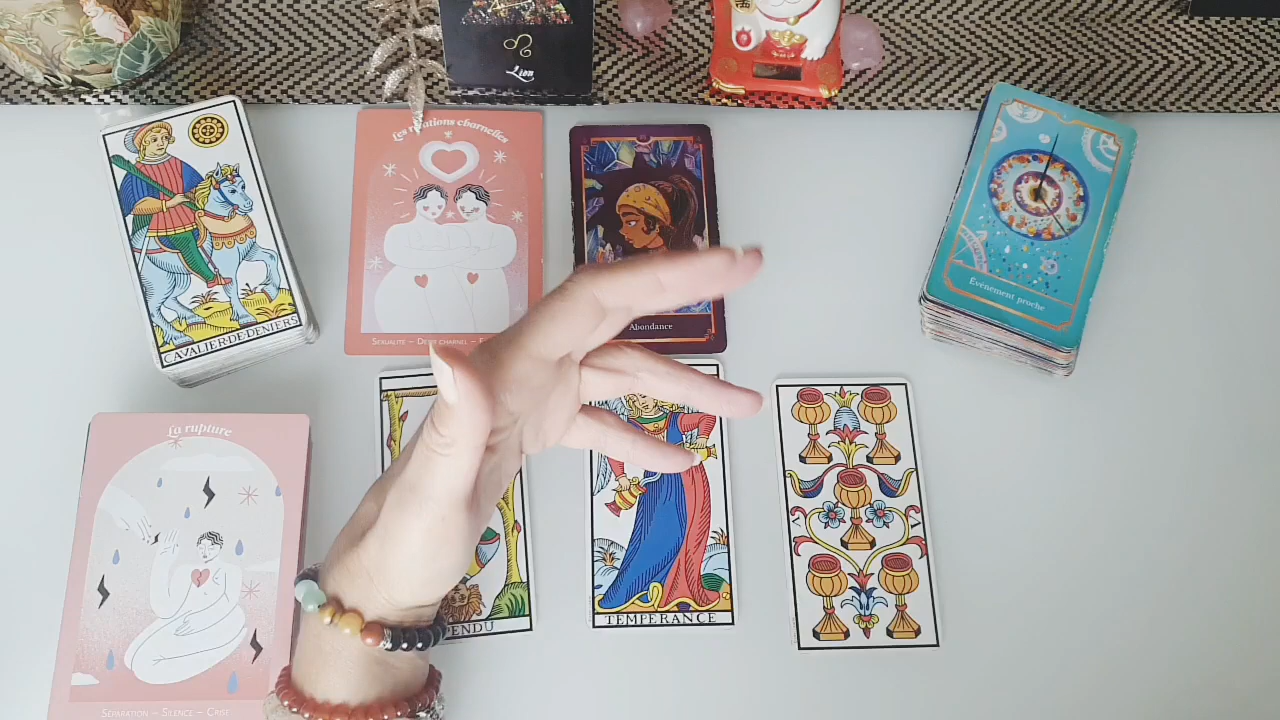 Lion
Les relations charnelles
CAVALIER·DE·DENIERS
SEXUALITÉ — DÉSIR CHARNEL —
Abondance
Événement proche
La rupture
PENDU
TEMPERANCE
SÉPARATION — SILENCE — CRISE